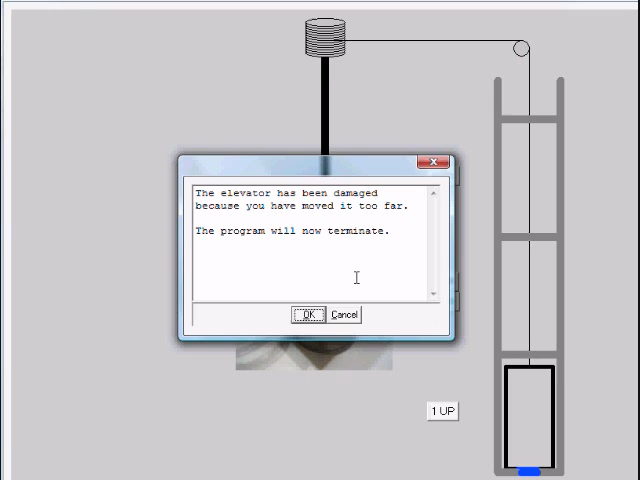 The elevator has been damaged
because you have moved it too far.
The program will now terminate.
OK
Cancel
1 UP